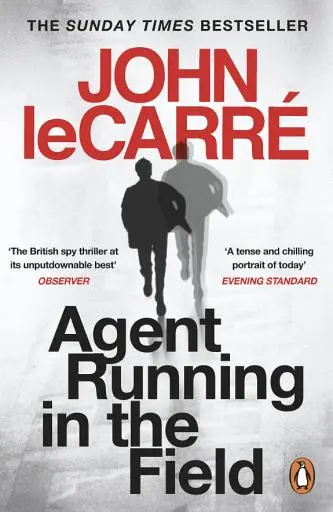 THE SUNDAY TIMES BESTSELLER
JOHN
leCARRÉ
‘The British spy thriller at
its unputdownable best’
OBSERVER
‘A tense and chilling
portrait of today’
EVENING STANDARD
Agent
Running
in the
Field